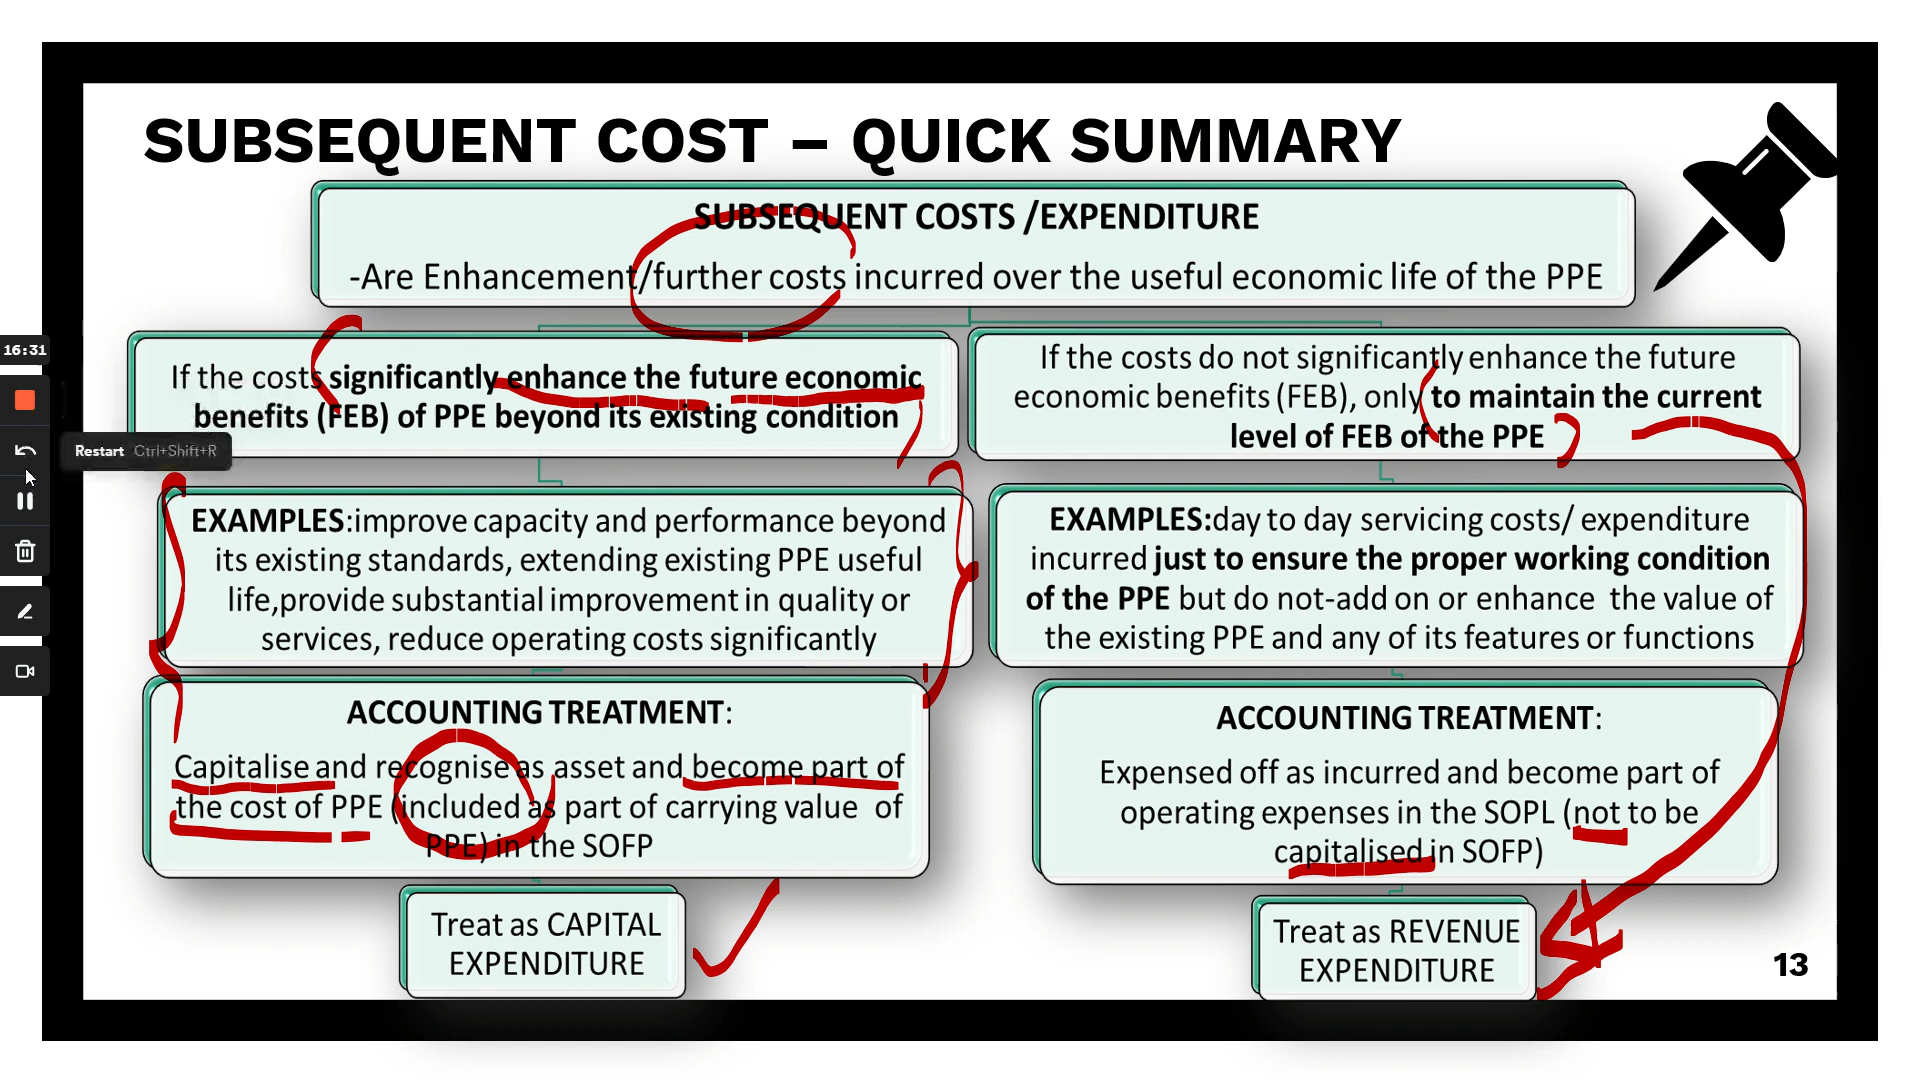 SUBSEQUENT COST – QUICK SUMMARY
SUBSEQUENT COSTS /EXPENDITURE
-Are Enhancement/further costs incurred over the useful economic life of the PPE
If the costs significantly enhance the future economic
benefits (FEB) of PPE beyond its existing condition
EXAMPLES:improve capacity and performance beyond
its existing standards, extending existing PPE useful
life,provide substantial improvement in quality or
services, reduce operating costs significantly
ACCOUNTING TREATMENT:
Capitalise and recognise as asset and become part of
the cost of PPE (included as part of carrying value of
PPE) in the SOFP
Treat as CAPITAL
EXPENDITURE
If the costs do not significantly enhance the future
economic benefits (FEB), only to maintain the current
level of FEB of the PPE
EXAMPLES:day to day servicing costs/ expenditure
incurred just to ensure the proper working condition
of the PPE but do not-add on or enhance the value of
the existing PPE and any of its features or functions
ACCOUNTING TREATMENT:
Expensed off as incurred and become part of
operating expenses in the SOPL (not to be
capitalised in SOFP)
Treat as REVENUE
EXPENDITURE
13
16:31
Restart Ctrl+Shift+R